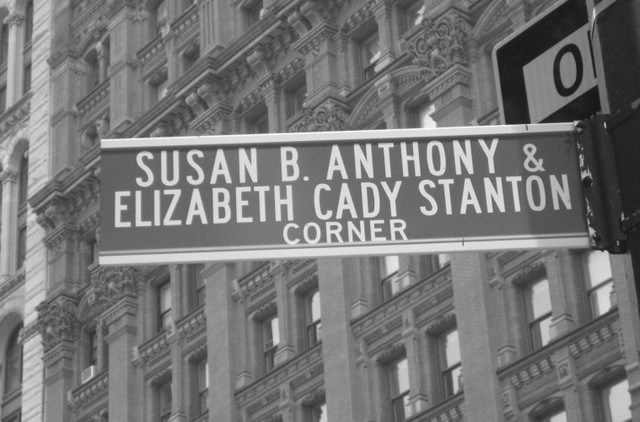 SUSAN B. ANTHONY &
ELIZABETH CADY STANTON
CORNER
O